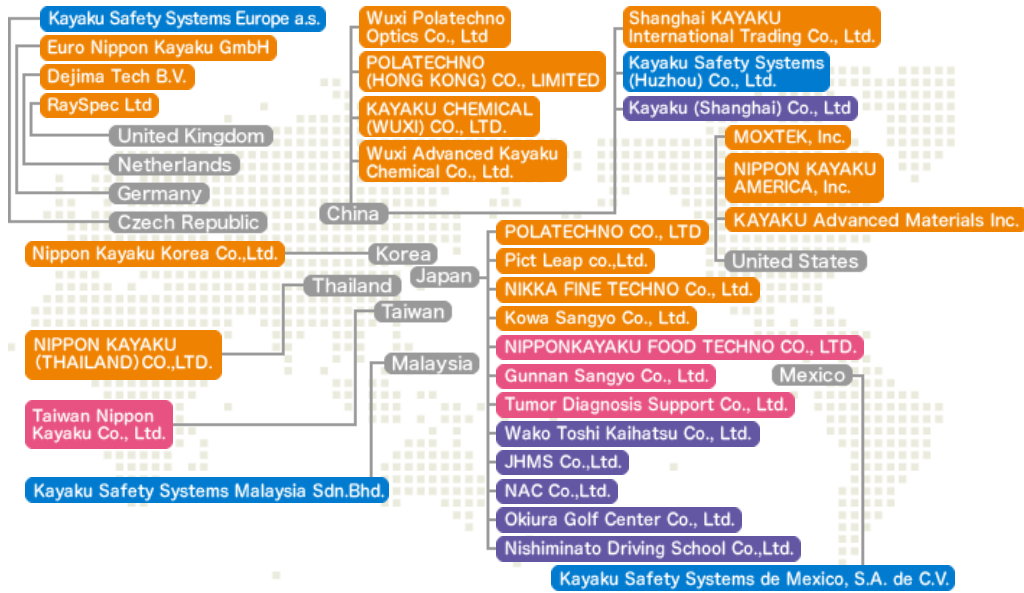 Kayaku Safety Systems Europe a.s.
Euro Nippon Kayaku GmbH
Dejima Tech B.V.
RaySpec Ltd
United Kingdom
Netherlands
Germany
Czech Republic
Wuxi Polatechno
Optics Co., Ltd
POLATECHNO
(HONG KONG) CO., LIMITED
KAYAKU CHEMICAL
(WUXI) CO., LTD.
Wuxi Advanced Kayaku
Chemical Co., Ltd.
China
Shanghai KAYAKU
International Trading Co., Ltd.
Kayaku Safety Systems
(Huzhou) Co., Ltd.
Kayaku (Shanghai) Co., Ltd
MOXTEK, Inc.
NIPPON KAYAKU
AMERICA, Inc.
KAYAKU Advanced Materials Inc.
United States
Nippon Kayaku Korea Co.,Ltd.
Korea
Thailand
NIPPON KAYAKU
(THAILAND)CO.,LTD.
Taiwan
Taiwan Nippon
Kayaku Co., Ltd.
Malaysia
Kayaku Safety Systems Malaysia Sdn.Bhd.
Japan
POLATECHNO CO., LTD
Pict Leap co.,Ltd.
NIKKA FINE TECHNO Co., Ltd.
Kowa Sangyo Co., Ltd.
NIPPONKAYAKU FOOD TECHNO CO., LTD.
Gunnan Sangyo Co., Ltd.
Tumor Diagnosis Support Co., Ltd.
Wako Toshi Kaihatsu Co., Ltd.
JHMS Co.,Ltd.
NAC Co.,Ltd.
Okiura Golf Center Co., Ltd.
Nishiminato Driving School Co.,Ltd.
Mexico
Kayaku Safety Systems de Mexico, S.A. de C.V.